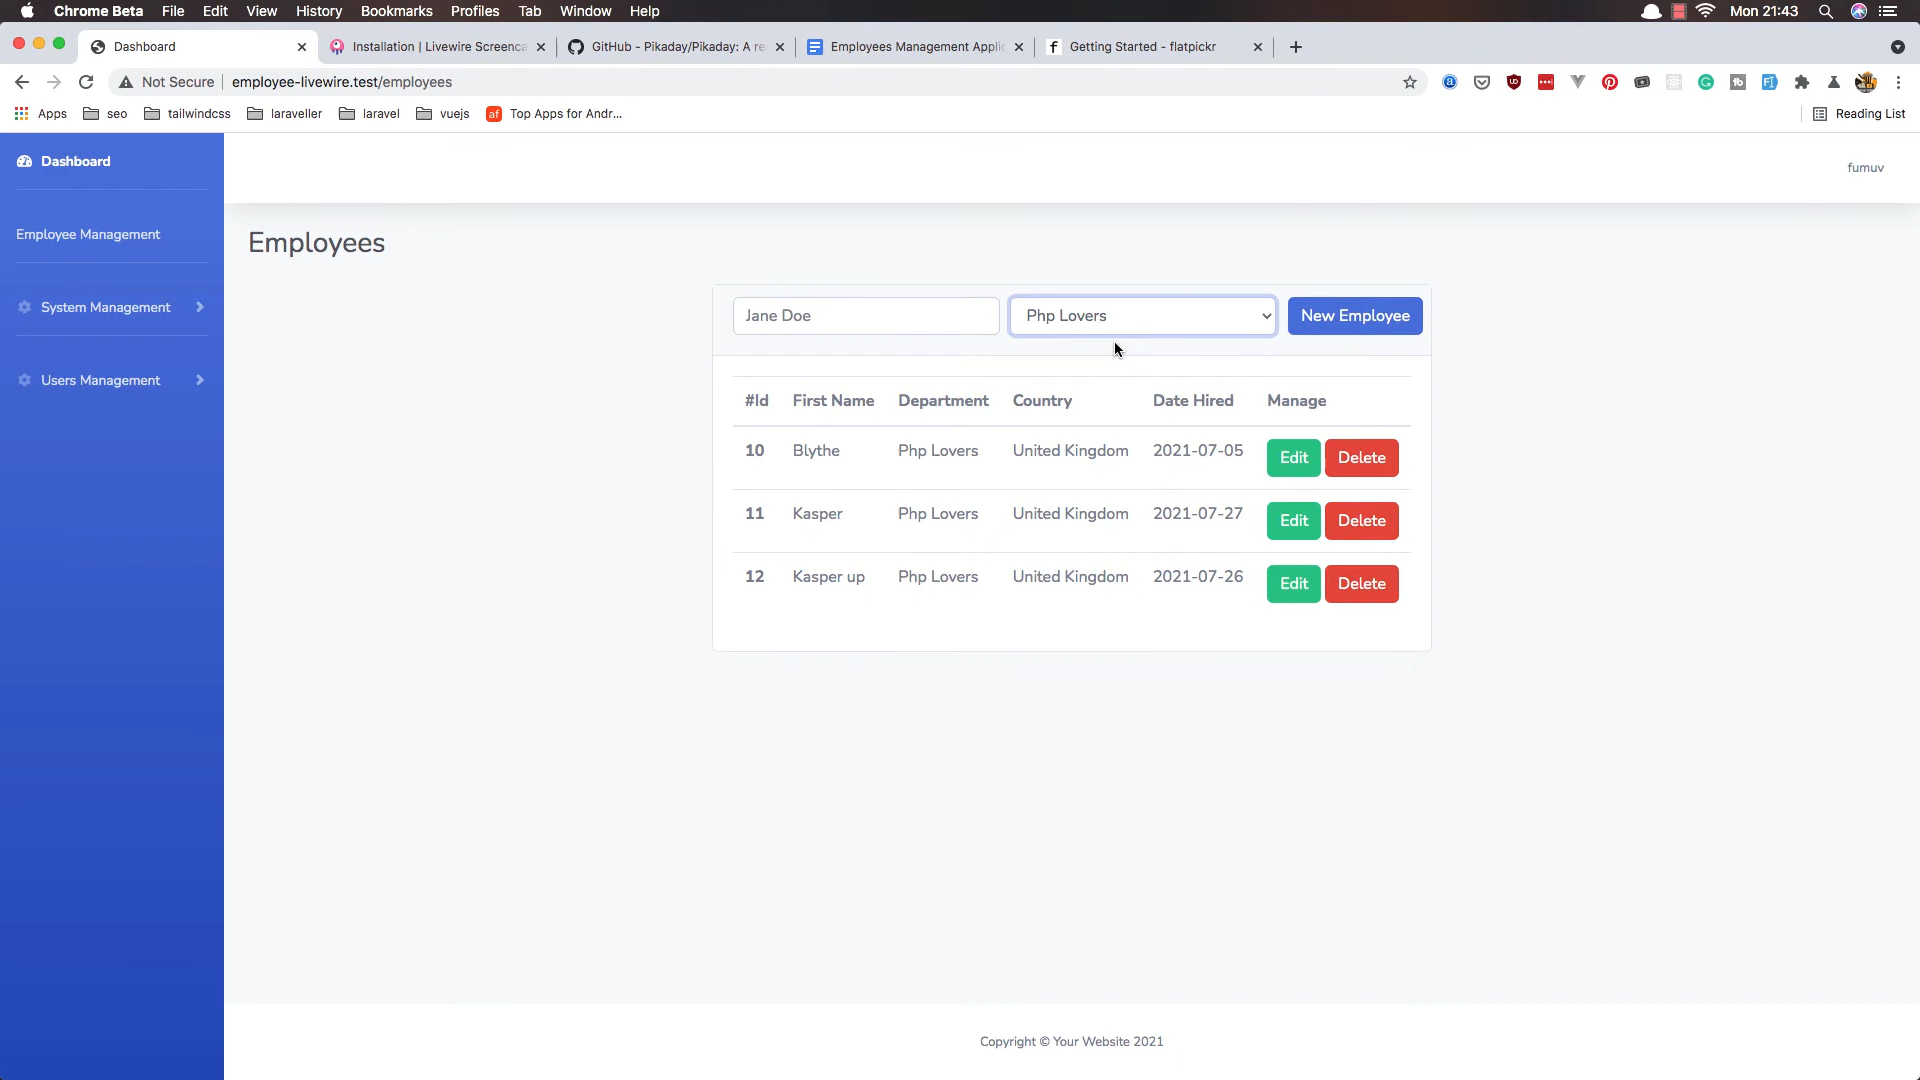 Chrome Beta File Edit View History Bookmarks Profiles Tab Window Help Mon 21:43
Dashboard Installation | Livewire Screenca GitHub - Pikaday/Pikaday: A re Employees Management Applic Getting Started - flatpickr
Not Secure employee-livewire.test/employees
Apps seo tailwindcss laraveller laravel vuejs af Top Apps for Andr... Reading List
Dashboard
fumuv
Employee Management
Employees
System Management
Jane Doe Php Lovers New Employee
Users Management
#Id First Name Department Country Date Hired Manage
10 Blythe Php Lovers United Kingdom 2021-07-05 Edit Delete
11 Kasper Php Lovers United Kingdom 2021-07-27 Edit Delete
12 Kasper up Php Lovers United Kingdom 2021-07-26 Edit Delete
Copyright © Your Website 2021